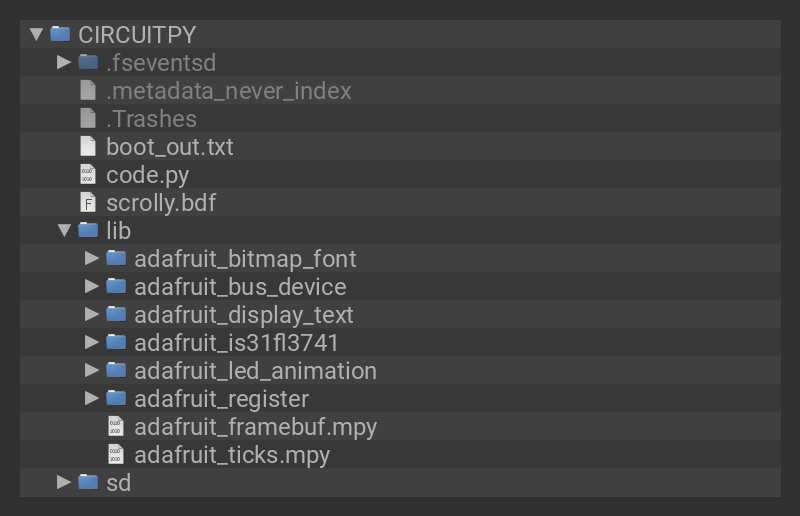 CIRCUITPY
.fseventsd
.metadata_never_index
.Trashes
boot_out.txt
code.py
scrolly.bdf
lib
adafruit_bitmap_font
adafruit_bus_device
adafruit_display_text
adafruit_is31fl3741
adafruit_led_animation
adafruit_register
adafruit_framebuf.mpy
adafruit_ticks.mpy
sd